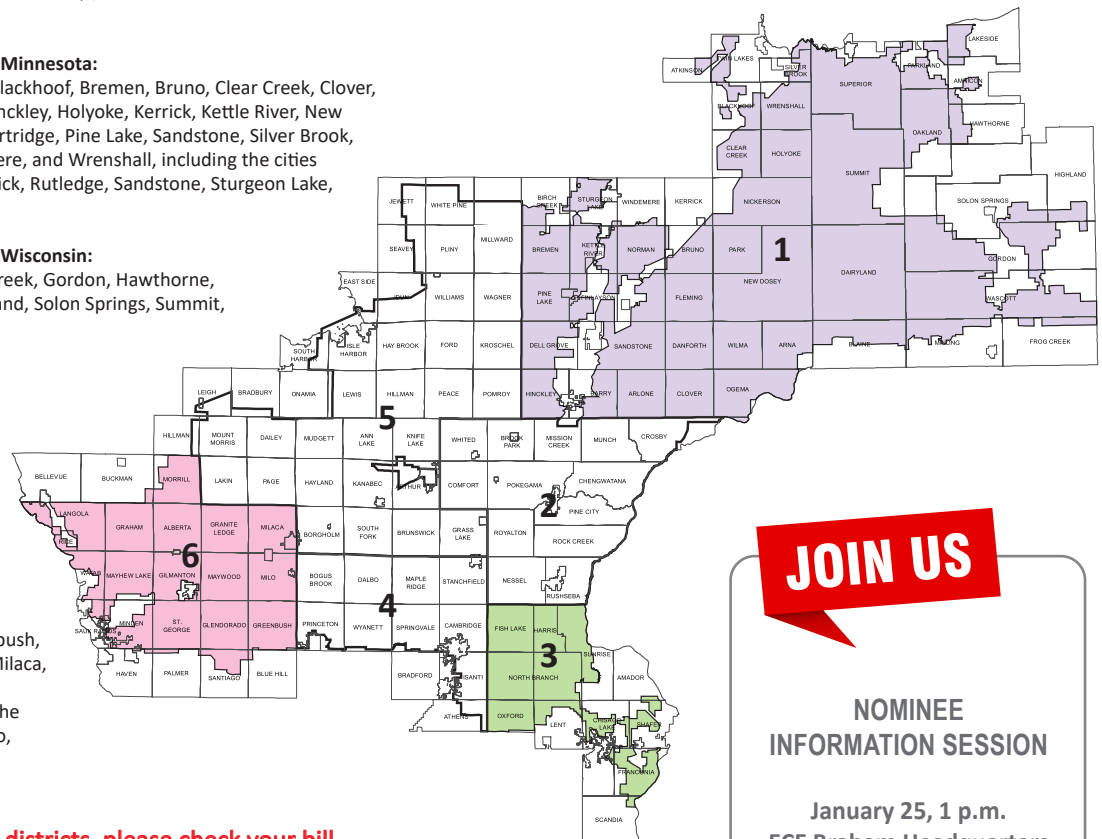 Minnesota:
lackhoof, Bremen, Bruno, Clear Creek, Clover,
nckley, Holyoke, Kerrick, Kettle River, New
rtridge, Pine Lake, Sandstone, Silver Brook,
ere, and Wrenshall, including the cities
ick, Rutledge, Sandstone, Sturgeon Lake,
Wisconsin:
reek, Gordon, Hawthorne,
and, Solon Springs, Summit,
bush,
Milaca,
he
o,
districts, please check your bill
LAKESIDE
TWIN LAKES
ATKINSON
SILVER
BROOK
PARKLAND
AMNICON
SUPERIOR
BLACKHOOF
WRENSHALL
HAWTHORNE
OAKLAND
CLEAR
CREEK
HOLYOKE
SUMMIT
HIGHLAND
JEWETT
WHITE PINE
BIRCH
CREEK
STURGEON
LAKE
WINDEMERE
KERRICK
NICKERSON
SOLON SPRINGS
SEAVEY
PLINY
MILLWARD
BREMEN
KETTLE
RIVER
NORMAN
BRUNO
PARK
1
GORDON
DAIRYLAND
NEW DOSEY
EAST SIDE
IDUN
WILLIAMS
WAGNER
PINE
LAKE
FINLAYSON
FLEMING
WASCOTT
SOUTH
HARBOR
ISLE
HARBOR
HAY BROOK
FORD
KROSCHEL
DELL GROVE
SANDSTONE
DANFORTH
WILMA
ARNA
BLAINE
MINONG
FROG CREEK
LEIGH
BRADBURY
ONAMIA
LEWIS
HILLMAN
PEACE
POMROY
HINCKLEY
BARRY
ARLONE
CLOVER
OGEMA
5
HILLMAN
MOUNT
MORRIS
DAILEY
MUDGETT
ANN
LAKE
KNIFE
LAKE
WHITED
BROOK
PARK
MISSION
CREEK
MUNCH
CROSBY
BELLEVUE
BUCKMAN
MORRILL
LAKIN
PAGE
HAYLAND
KANABEC
ARTHUR
COMFORT
POKEGAMA
CHENGWATANA
2
PINE CITY
LANGOLA
RICE
GRAHAM
ALBERTA
GRANITE
LEDGE
MILACA
BORGHOLM
SOUTH
FORK
BRUNSWICK
GRASS
LAKE
ROYALTON
ROCK CREEK
6
WATAB
MAYHEW LAKE
GILMANTON
MAYWOOD
MILO
BOGUS
BROOK
DALBO
MAPLE
RIDGE
STANCHFIELD
NESSEL
RUSHSEBA
4
SAUK RAPIDS
MINDEN
ST.
GEORGE
GLENDORADO
GREENBUSH
PRINCETON
WYANETT
SPRINGVALE
CAMBRIDGE
FISH LAKE
HARRIS
3
SUNRISE
HAVEN
PALMER
SANTIAGO
BLUE HILL
BRADFORD
ISANTI
NORTH BRANCH
AMADOR
ATHENS
OXFORD
LENT
CHISAGO
LAKE
SHAFER
FRANCONIA
SCANDIA
JOIN US
NOMINEE
INFORMATION SESSION
January 25, 1 p.m.
ECE Braham Headquarters